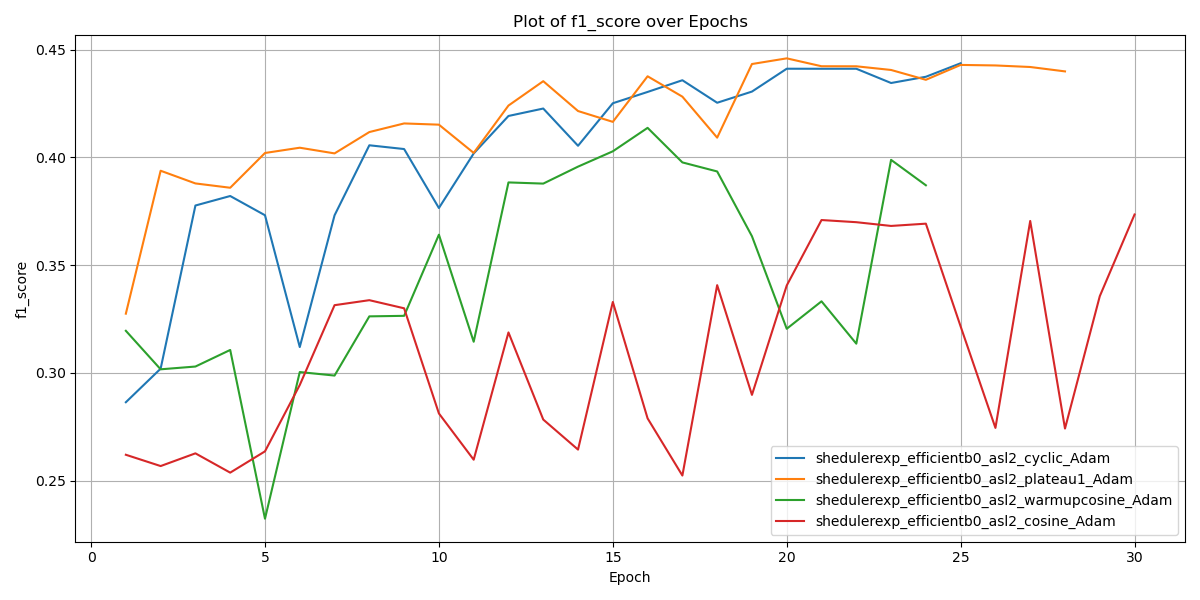 Plot of f1_score over Epochs
f1_score
0.45
0.40
0.35
0.30
0.25
0
5
10
15
20
25
30
Epoch
shedulerexp_efficientb0_asl2_cyclic_Adam
shedulerexp_efficientb0_asl2_plateau1_Adam
shedulerexp_efficientb0_asl2_warmupcosine_Adam
shedulerexp_efficientb0_asl2_cosine_Adam